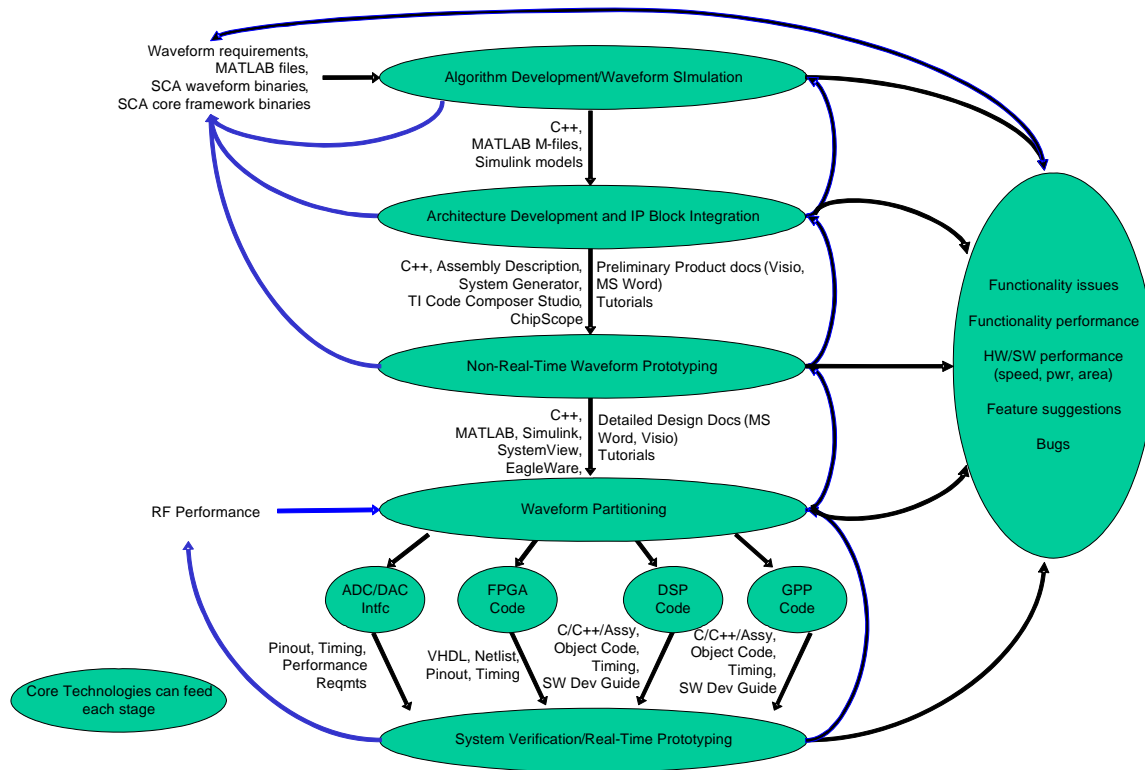 Waveform requirements,
MATLAB files,
SCA waveform binaries,
SCA core framework binaries
Algorithm Development/Waveform SImulation
C++,
MATLAB M-files,
Simulink models
Architecture Development and IP Block Integration
C++, Assembly Description,
System Generator,
TI Code Composer Studio,
ChipScope
Preliminary Product docs (Visio,
MS Word)
Tutorials
Non-Real-Time Waveform Prototyping
C++,
MATLAB, Simulink,
SystemView,
EagleWare,
Detailed Design Docs (MS
Word, Visio)
Tutorials
RF Performance
Waveform Partitioning
ADC/DAC
Intfc
FPGA
Code
DSP
Code
GPP
Code
Pinout, Timing,
Performance
Reqmts
VHDL, Netlist,
Pinout, Timing
C/C++/Assy,
Object Code,
Timing,
SW Dev Guide
C/C++/Assy,
Object Code,
Timing,
SW Dev Guide
System Verification/Real-Time Prototyping
Core Technologies can feed
each stage
Functionality issues
Functionality performance
HW/SW performance
(speed, pwr, area)
Feature suggestions
Bugs